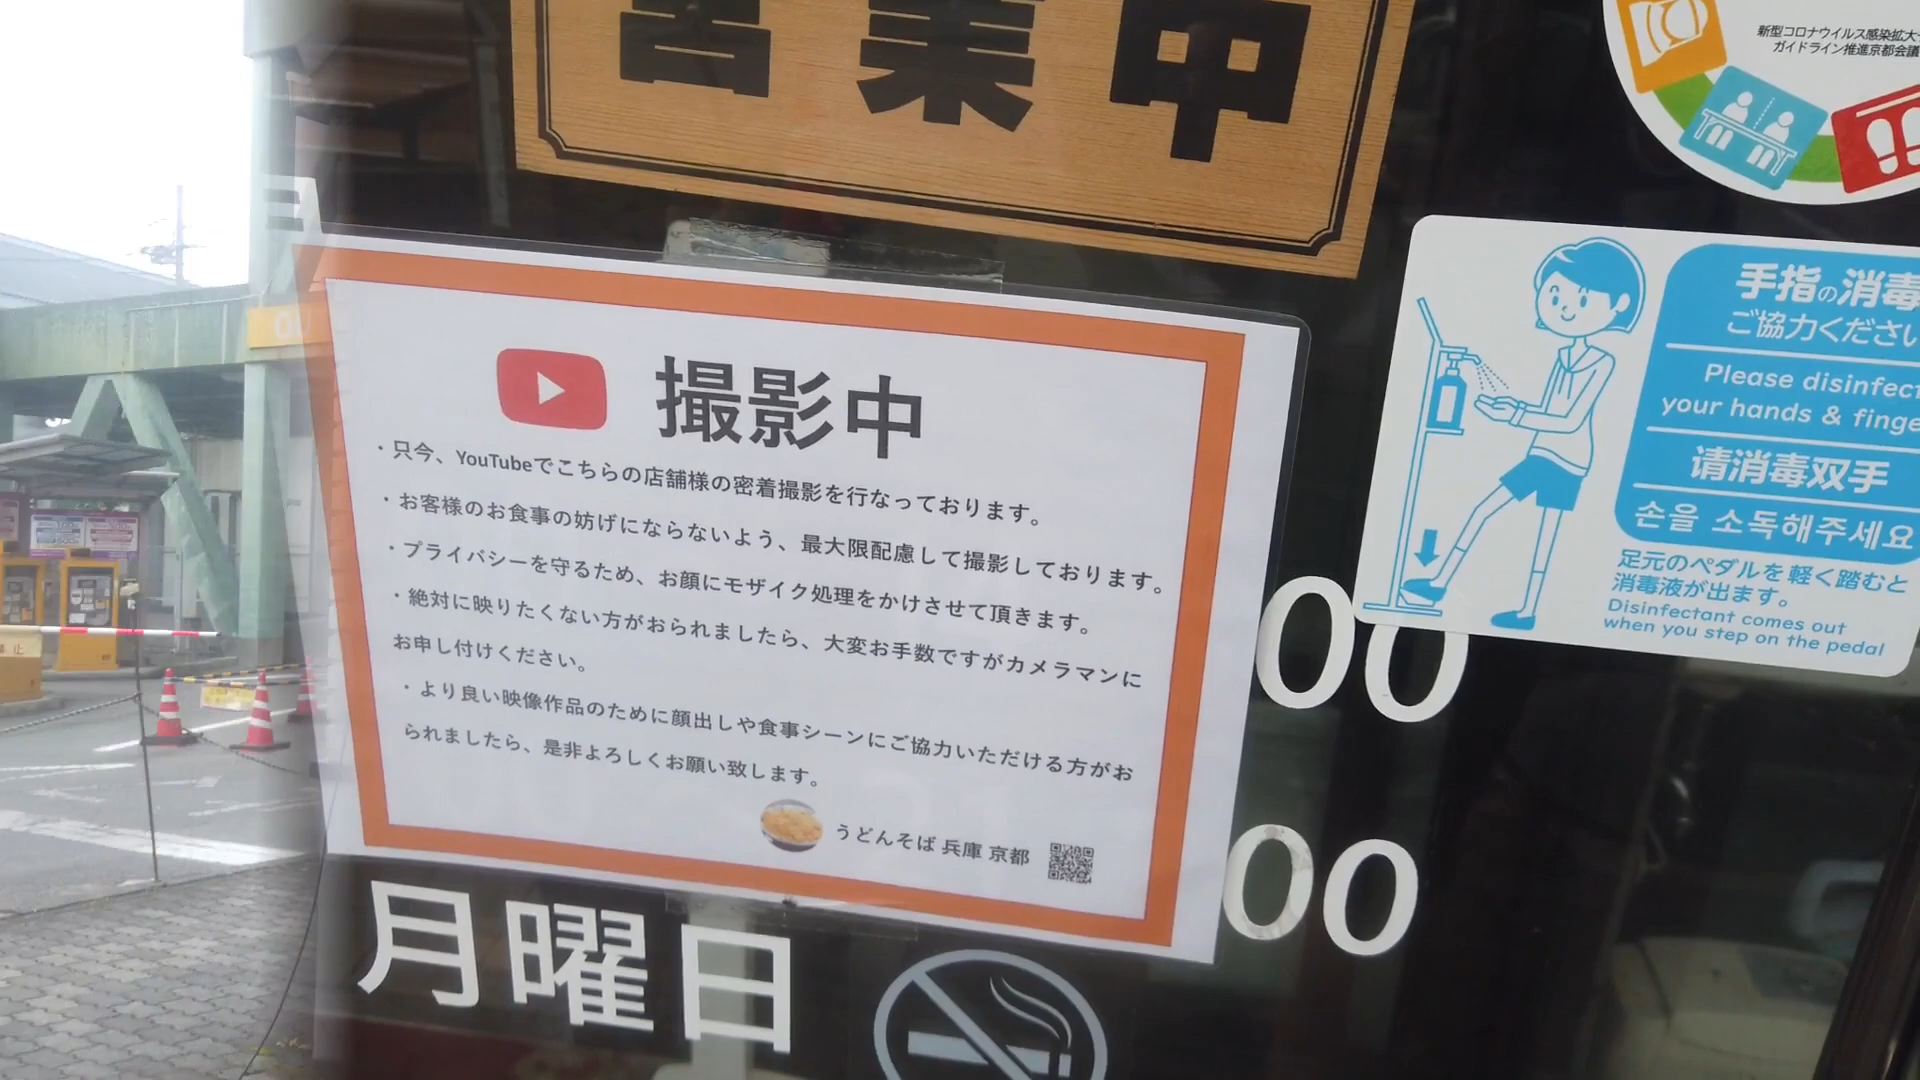 営業中
新型コロナウイルス感染拡大
ガイドライン推進京都会議
撮影中
・只今、YouTubeでこちらの店舗様の密着撮影を行なっております。
・お客様のお食事の妨げにならないよう、最大限配慮して撮影しております。
・プライバシーを守るため、お顔にモザイク処理をかけさせて頂きます。
・絶対に映りたくない方がおられましたら、大変お手数ですがカメラマンに
お申し付けください。
・より良い映像作品のために顔出しや食事シーンにご協力いただける方がお
られましたら、是非よろしくお願い致します。
うどんそば 兵庫 京都
手指の消毒
ご協力ください
Please disinfect
your hands & finge
请消毒双手
손을 소독해주세요
足元のペダルを軽く踏むと
消毒液が出ます。
Disinfectant comes out
when you step on the pedal
00
00
月曜日